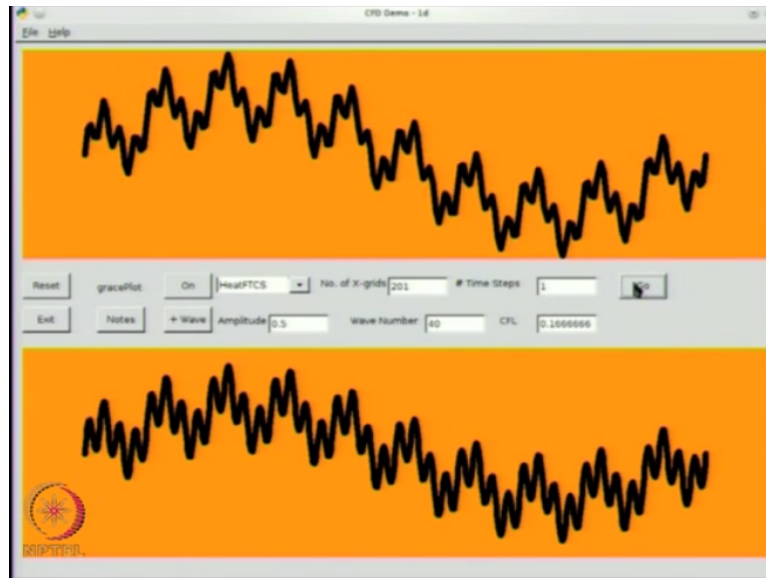 CFD Demo - 1d
File Help
Reset gracePlot On HeatFTCS No. of X-grids 201 # Time Steps 1 Go
Exit Notes + Wave Amplitude 0.5 Wave Number 40 CFL 0.1666666
NPTEL